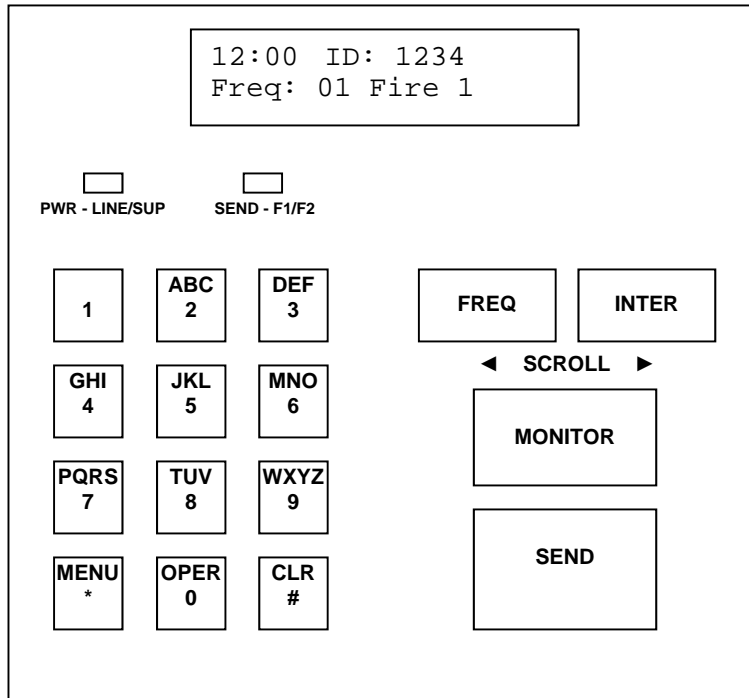 12:00 ID: 1234
Freq: 01 Fire 1
PWR - LINE/SUP SEND - F1/F2
1
ABC
2
DEF
3
FREQ INTER
◄ SCROLL ►
GHI
4
JKL
5
MNO
6
MONITOR
PQRS
7
TUV
8
WXYZ
9
SEND
MENU
*
OPER
0
CLR
#